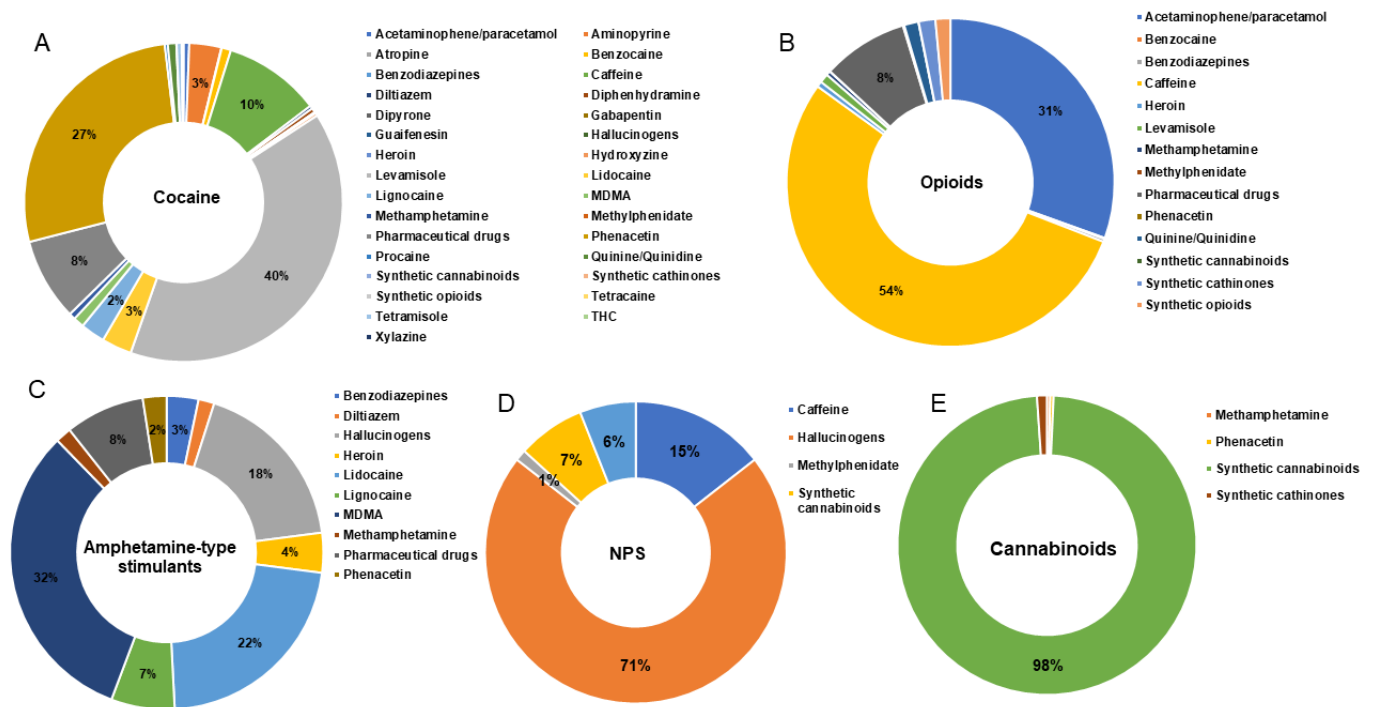 A
Cocaine
3%
10%
40%
3%
2%
8%
27%
Acetaminophene/paracetamol
Aminopyrine
Atropine
Benzocaine
Benzodiazepines
Caffeine
Diltiazem
Diphenhydramine
Dipyrone
Gabapentin
Guaifenesin
Hallucinogens
Heroin
Hydroxyzine
Levamisole
Lidocaine
Lignocaine
MDMA
Methamphetamine
Methylphenidate
Pharmaceutical drugs
Phenacetin
Procaine
Quinine/Quinidine
Synthetic cannabinoids
Synthetic cathinones
Synthetic opioids
Tetracaine
Tetramisole
THC
Xylazine
B
Opioids
31%
54%
8%
Acetaminophene/paracetamol
Benzocaine
Benzodiazepines
Caffeine
Heroin
Levamisole
Methamphetamine
Methylphenidate
Pharmaceutical drugs
Phenacetin
Quinine/Quinidine
Synthetic cannabinoids
Synthetic cathinones
Synthetic opioids
C
Amphetamine-type
stimulants
3%
18%
4%
22%
7%
32%
8%
2%
Benzodiazepines
Diltiazem
Hallucinogens
Heroin
Lidocaine
Lignocaine
MDMA
Methamphetamine
Pharmaceutical drugs
Phenacetin
D
NPS
15%
71%
1%
7%
6%
Caffeine
Hallucinogens
Methylphenidate
Synthetic
cannabinoids
E
Cannabinoids
98%
Methamphetamine
Phenacetin
Synthetic cannabinoids
Synthetic cathinones